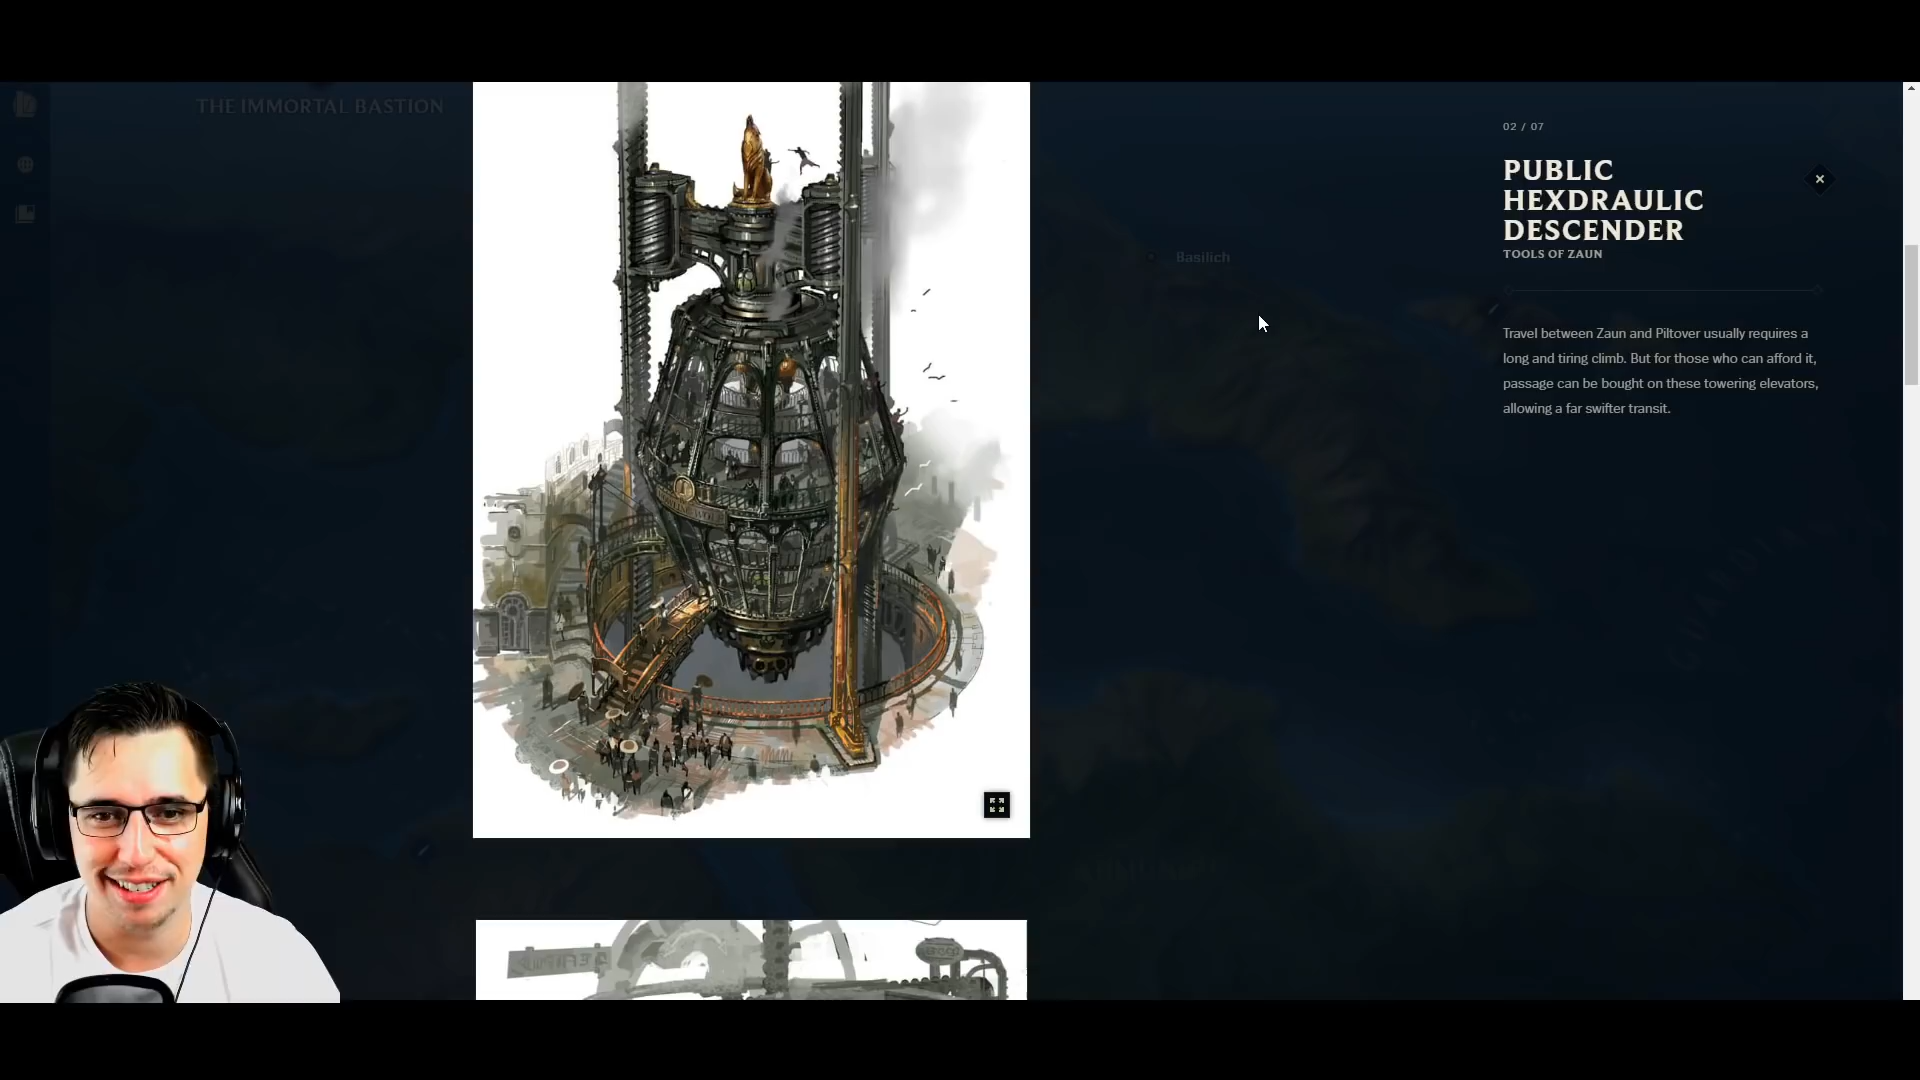 THE IMMORTAL BASTION
Basilich
02 / 07
PUBLIC
HEXDRAULIC
DESCENDER
TOOLS OF ZAUN
Travel between Zaun and Piltover usually requires a
long and tiring climb. But for those who can afford it,
passage can be bought on these towering elevators,
allowing a far swifter transit.